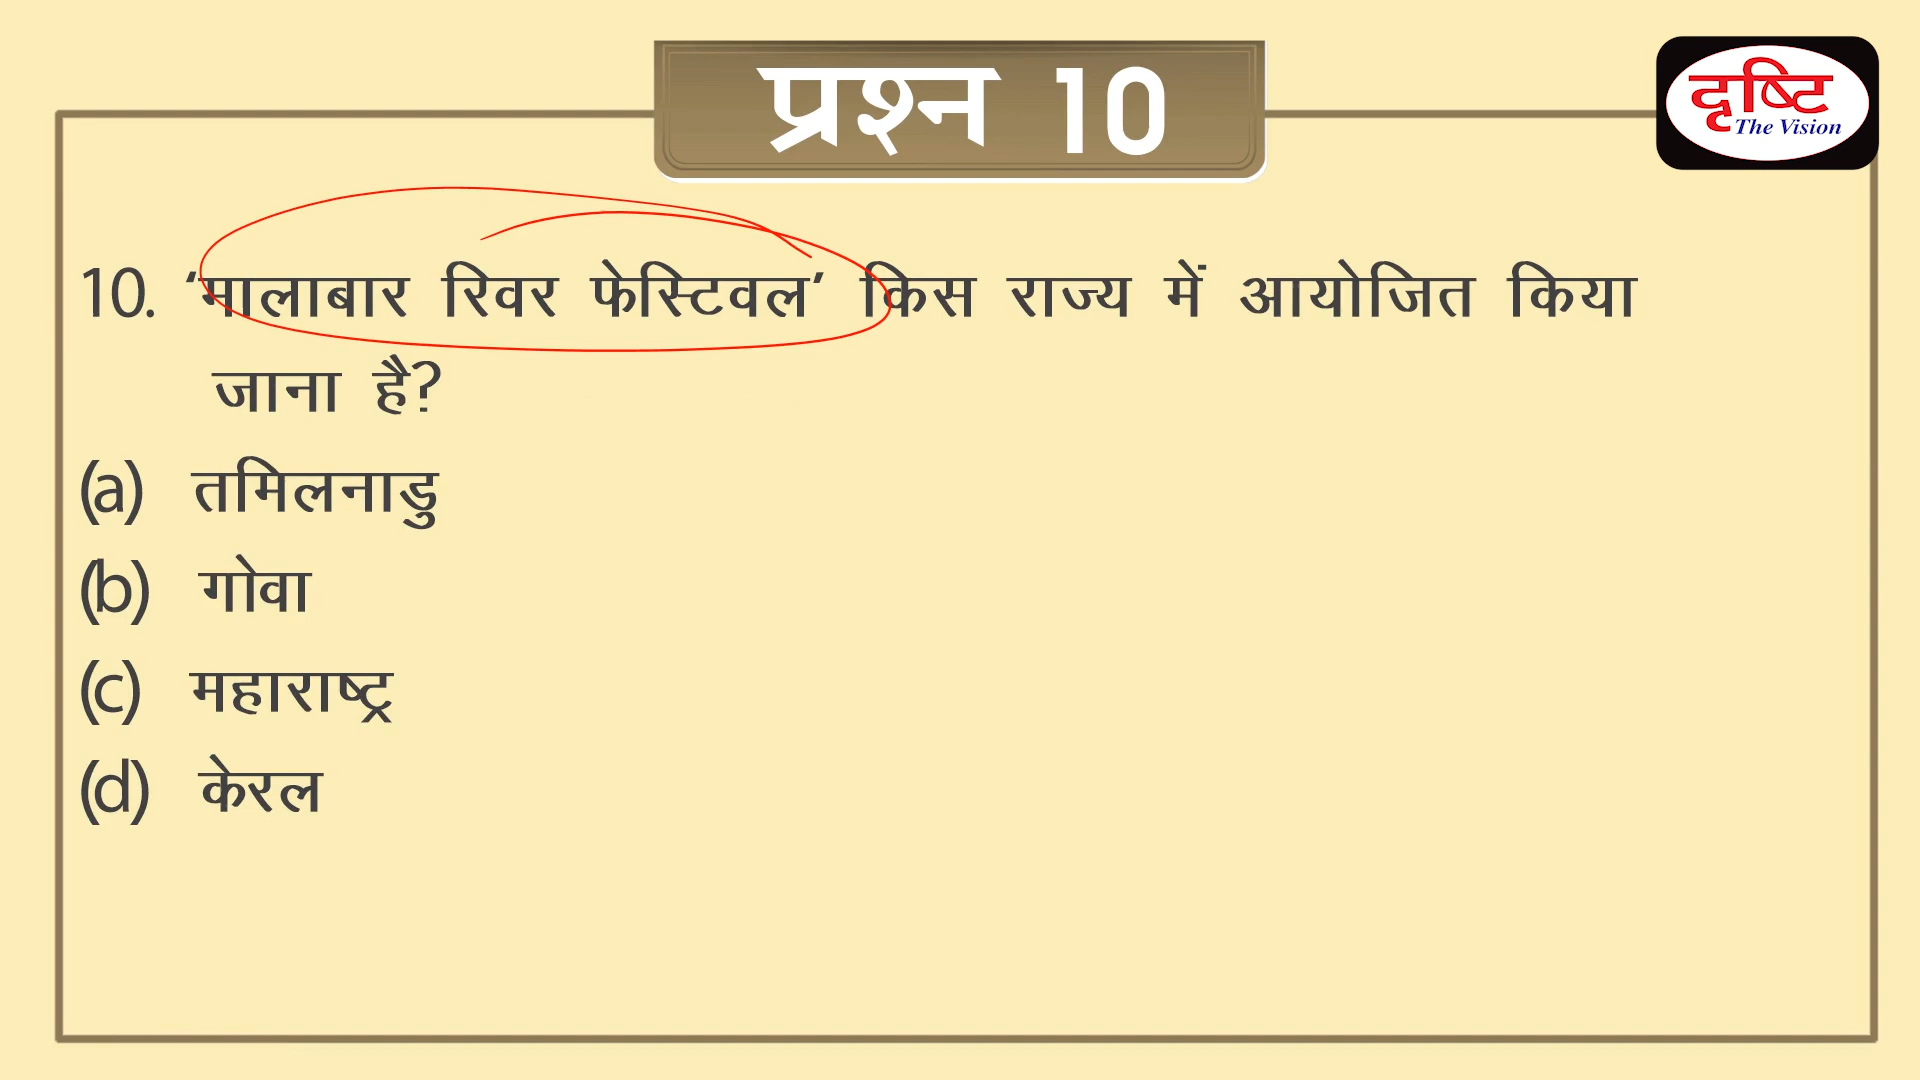 प्रश्न 10
दृष्टि
The Vision
10. ‘मालाबार रिवर फेस्टिवल’ किस राज्य में आयोजित किया
जाना है?
(a) तमिलनाडु
(b) गोवा
(c) महाराष्ट्र
(d) केरल